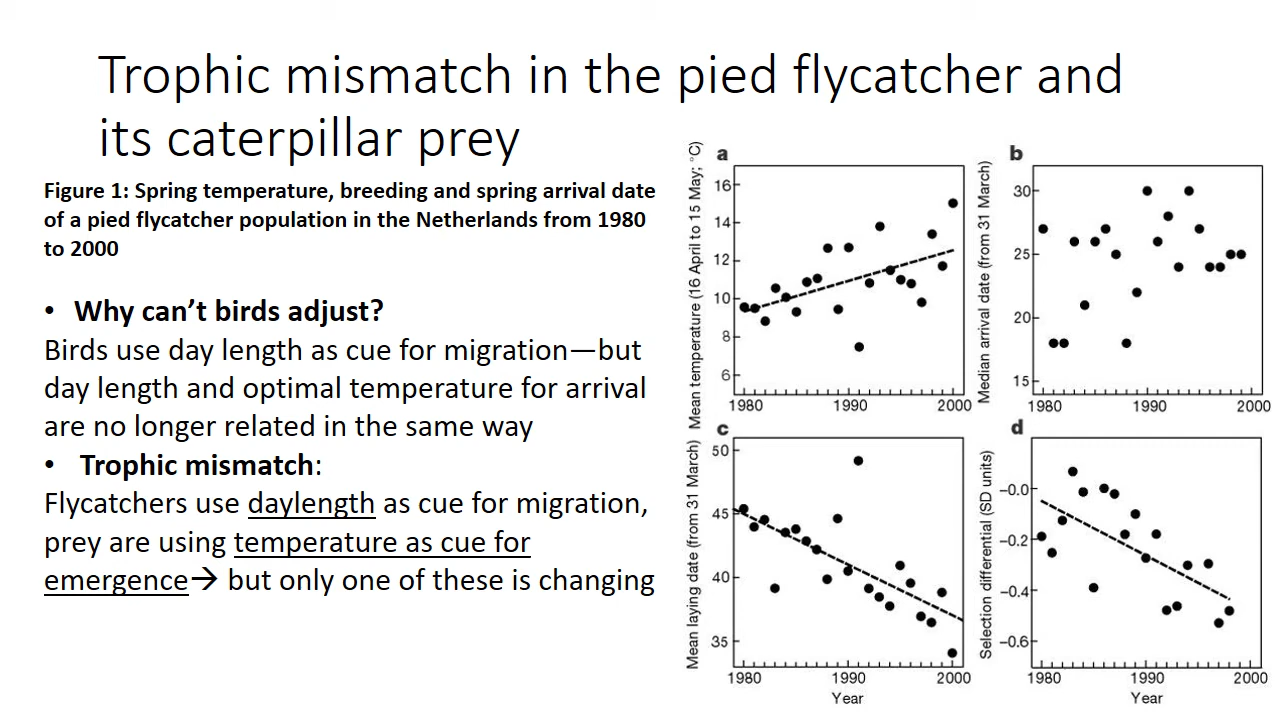 Trophic mismatch in the pied flycatcher and
its caterpillar prey
Figure 1: Spring temperature, breeding and spring arrival date
of a pied flycatcher population in the Netherlands from 1980
to 2000
• Why can't birds adjust?
Birds use day length as cue for migration—but
day length and optimal temperature for arrival
are no longer related in the same way
• Trophic mismatch:
Flycatchers use daylength as cue for migration,
prey are using temperature as cue for
emergence→ but only one of these is changing
a
Mean temperature (16 April to 15 May; °C)
16
14
12
10
8
6
1980
1990
2000
b
Median arrival date (from 31 March)
30
25
20
15
1980
1990
2000
c
Mean laying date (from 31 March)
50
45
40
35
1980
1990
2000
Year
d
Selection differential (SD units)
–0.0
–0.2
–0.4
–0.6
1980
1990
2000
Year